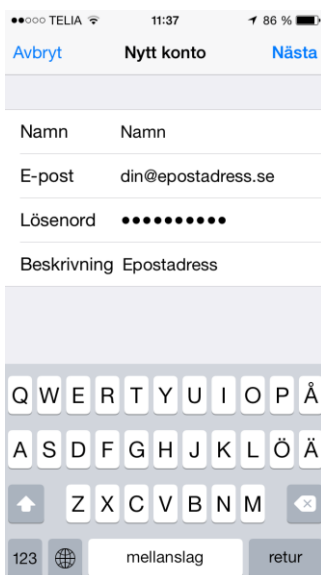 TELIA 11:37 86 %
Avbryt Nytt konto Nästa
Namn Namn
E-post din@epostadress.se
Lösenord ●●●●●●●●●●
Beskrivning Epostadress
Q W E R T Y U I O P Å
A S D F G H J K L Ö Ä
Z X C V B N M
123 mellanslag retur